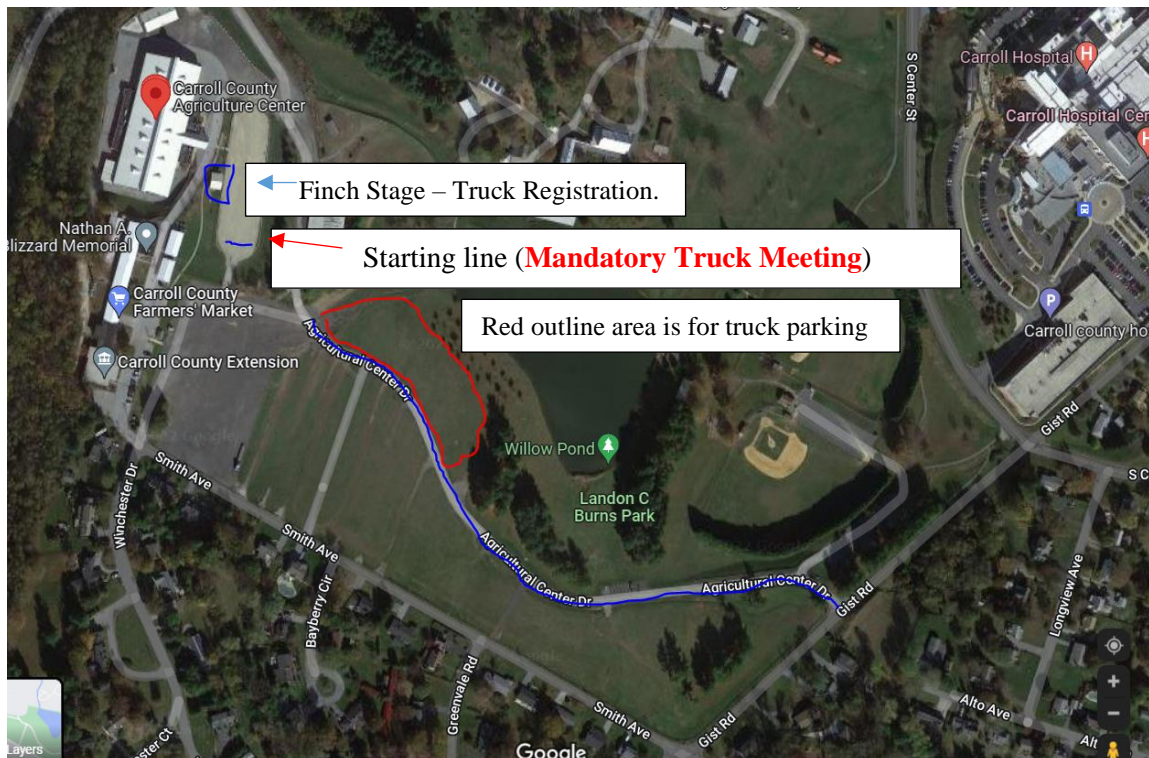 S Center St
Carroll Hospital
Carroll Hospital Cen
Carroll County
Agriculture Center
Finch Stage – Truck Registration.
Nathan A.
Blizzard Memorial
Starting line (Mandatory Truck Meeting)
Carroll County
Farmers' Market
Red outline area is for truck parking
P
Carroll county ho
Agricultural Center Dr
Carroll County Extension
Gist Rd
Willow Pond
Smith Ave
S C
Landon C
Burns Park
Winchester Dr
Smith Ave
Agricultural Center Dr
Agricultural Center Dr
Gist Rd
Longview Ave
Bayberry Cir
Greenvale Rd
Alto Ave
Smith Ave
Gist Rd
Alt
ester Ct
Layers
Google